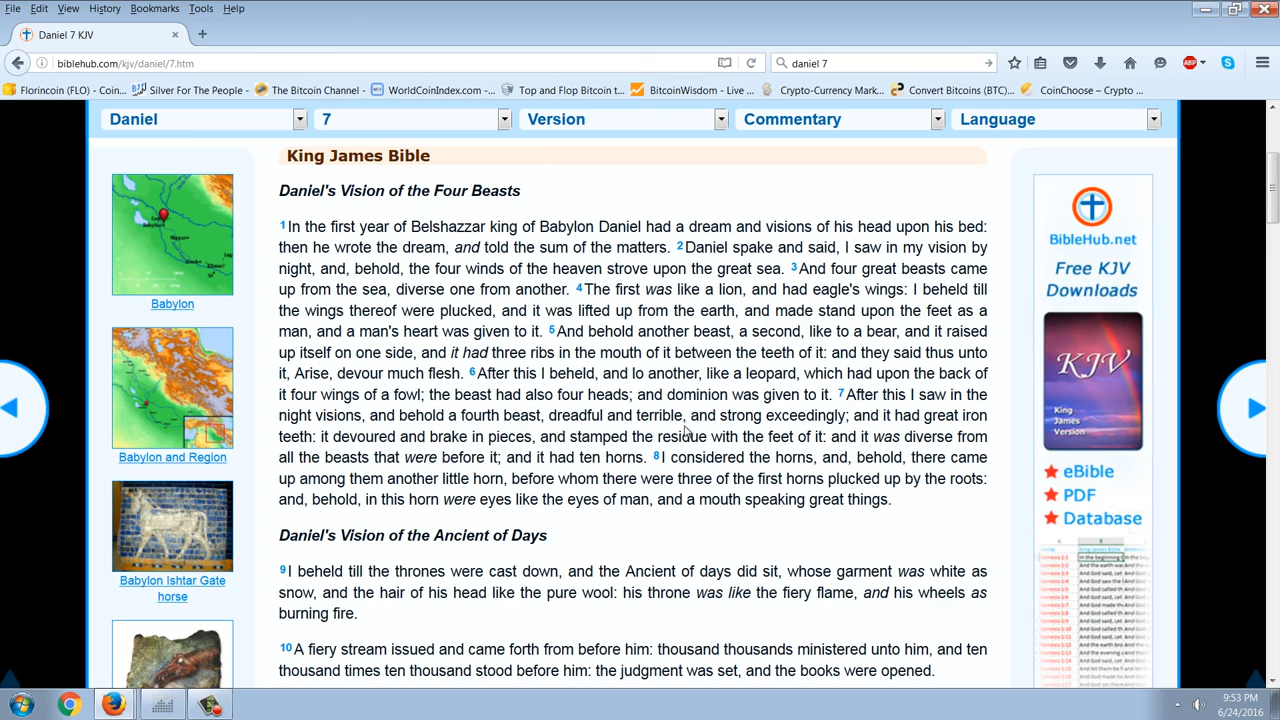 File Edit View History Bookmarks Tools Help
Daniel 7 KJV
biblehub.com/kjv/daniel/7.htm
daniel 7
ABP
Florincoin (FLO) - Coin...
Silver For The People -
The Bitcoin Channel -
WorldCoinIndex.com -...
Top and Flop Bitcoin t...
BitcoinWisdom - Live ...
Crypto-Currency Mark...
Convert Bitcoins (BTC)...
CoinChoose – Crypto ...
Daniel 7 Version Commentary Language
King James Bible
Daniel's Vision of the Four Beasts
1In the first year of Belshazzar king of Babylon Daniel had a dream and visions of his head upon his bed:
then he wrote the dream, and told the sum of the matters. 2Daniel spake and said, I saw in my vision by
night, and, behold, the four winds of the heaven strove upon the great sea. 3And four great beasts came
up from the sea, diverse one from another. 4The first was like a lion, and had eagle's wings: I beheld till
the wings thereof were plucked, and it was lifted up from the earth, and made stand upon the feet as a
man, and a man's heart was given to it. 5And behold another beast, a second, like to a bear, and it raised
up itself on one side, and it had three ribs in the mouth of it between the teeth of it: and they said thus unto
it, Arise, devour much flesh. 6After this I beheld, and lo another, like a leopard, which had upon the back of
it four wings of a fowl; the beast had also four heads; and dominion was given to it. 7After this I saw in the
night visions, and behold a fourth beast, dreadful and terrible, and strong exceedingly; and it had great iron
teeth: it devoured and brake in pieces, and stamped the residue with the feet of it: and it was diverse from
all the beasts that were before it; and it had ten horns. 8I considered the horns, and, behold, there came
up among them another little horn, before whom there were three of the first horns plucked up by the roots:
and, behold, in this horn were eyes like the eyes of man, and a mouth speaking great things.
Daniel's Vision of the Ancient of Days
9I beheld till the thrones were cast down, and the Ancient of days did sit, whose garment was white as
snow, and the hair of his head like the pure wool: his throne was like the fiery flame, and his wheels as
burning fire.
10A fiery stream issued and came forth from before him: thousand thousands ministered unto him, and ten
thousand times ten thousand stood before him: the judgment was set, and the books were opened.
Babylon
Babylon and Region
Babylon Ishtar Gate
horse
BibleHub.net
Free KJV
Downloads
KJV
King
James
Version
eBible
PDF
Database
9:53 PM
6/24/2016